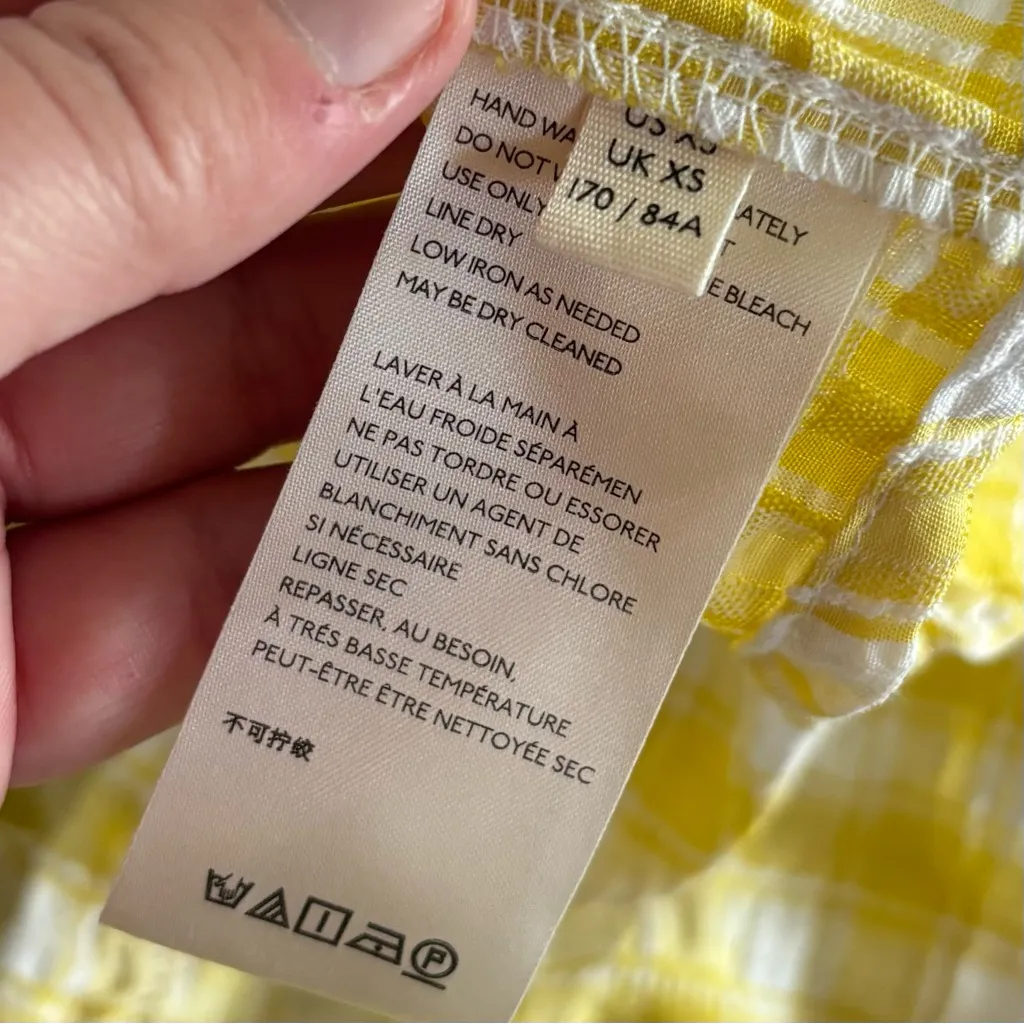 US XS
UK XS
170 / 84A
HAND WA
DO NOT ATELY
USE ONLY T
LINE DRY E BLEACH
LOW IRON AS NEEDED
MAY BE DRY CLEANED
LAVER À LA MAIN À
L'EAU FROIDE SÉPARÉMEN
NE PAS TORDRE OU ESSORER
UTILISER UN AGENT DE
BLANCHIMENT SANS CHLORE
SI NÉCESSAIRE
LIGNE SEC
REPASSER, AU BESOIN,
À TRÉS BASSE TEMPÉRATURE
PEUT-ÊTRE ÊTRE NETTOYÉE SEC
不可拧绞
P